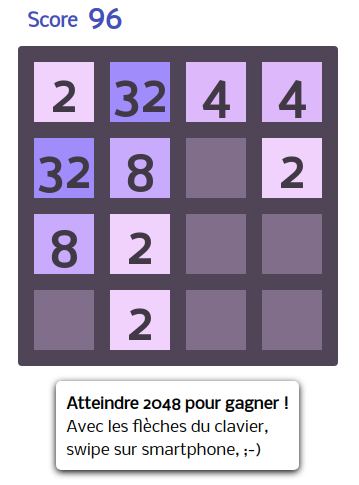 Score 96
2 32 4 4
32 8 2
8 2
2
Atteindre 2048 pour gagner !
Avec les flèches du clavier,
swipe sur smartphone, ;-)